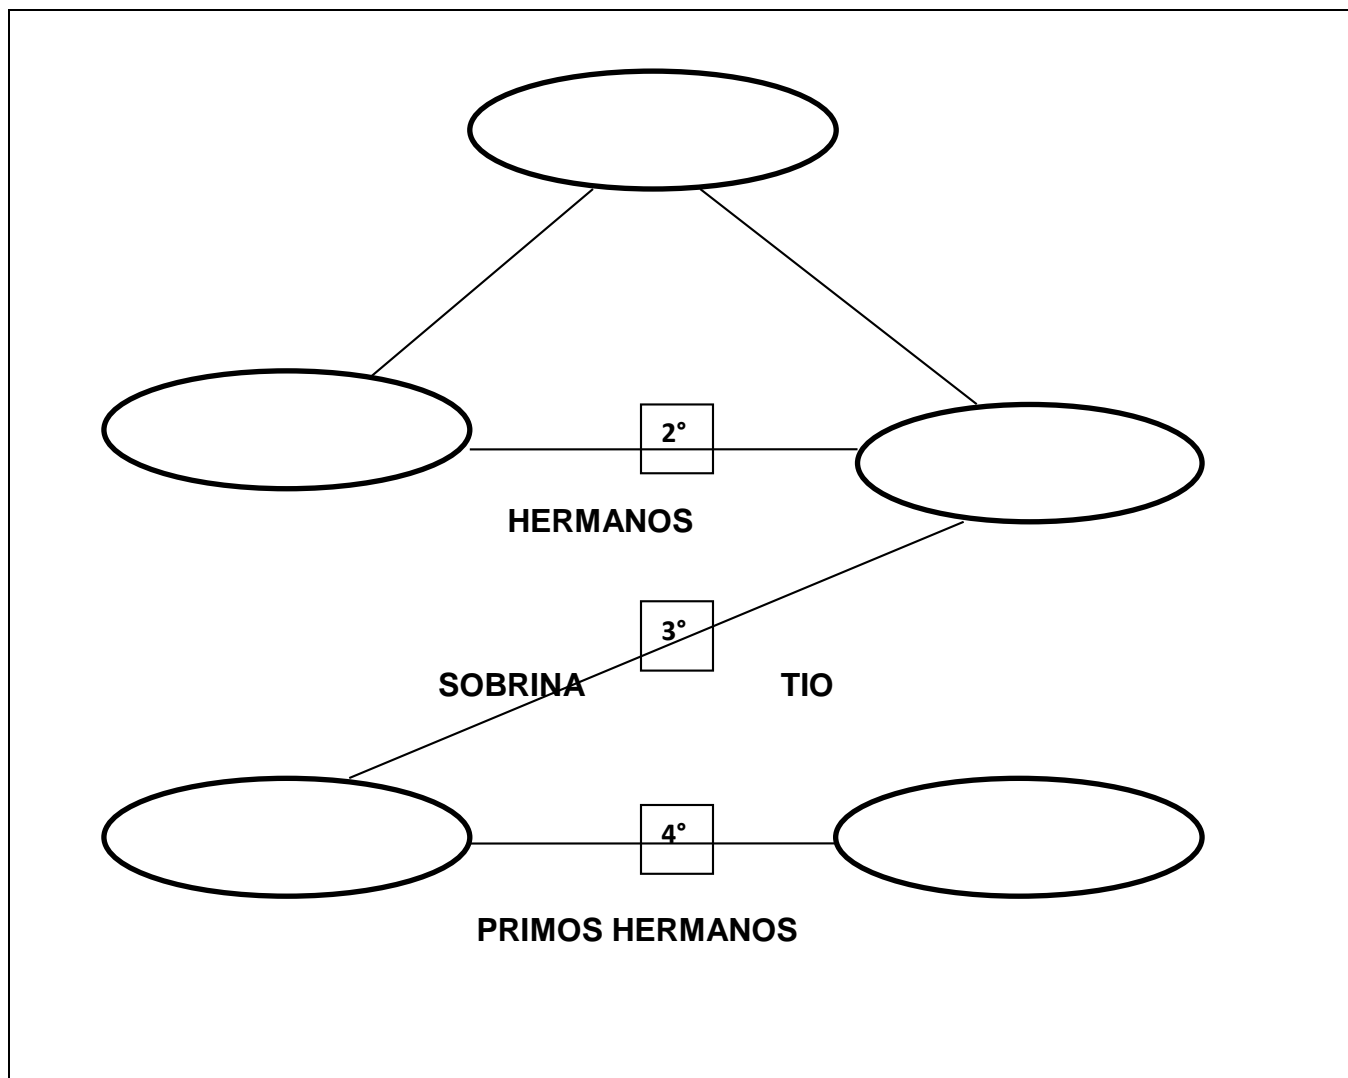 2°
HERMANOS
3°
SOBRINA TIO
4°
PRIMOS HERMANOS